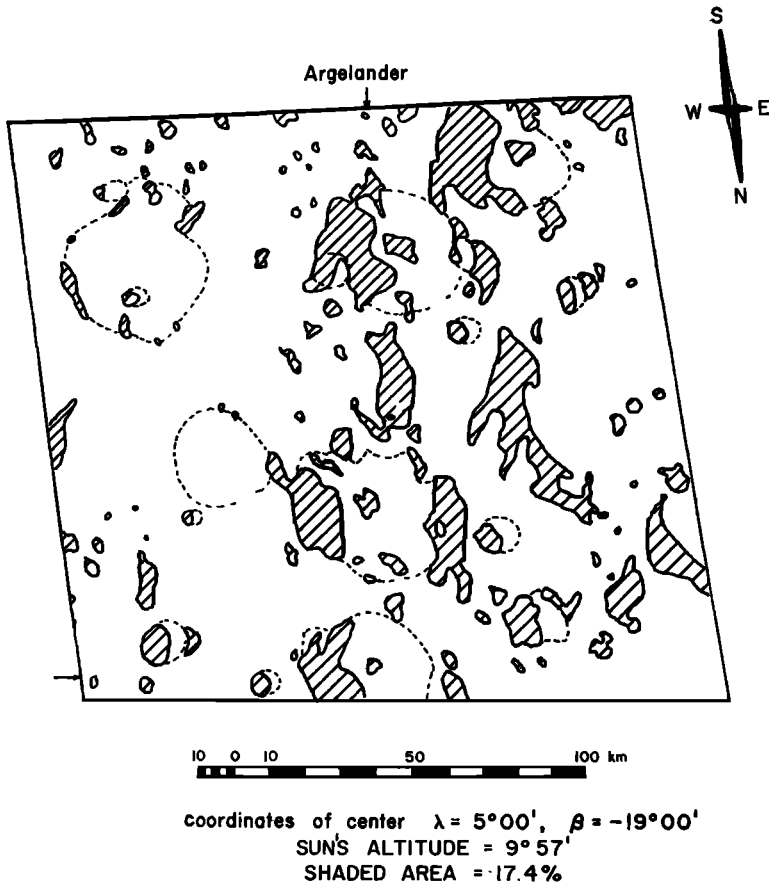 S
Argelander
W E
N
10 0 10 50 100 km
coordinates of center λ = 5°00', β = -19°00'
SUN'S ALTITUDE = 9°57'
SHADED AREA = 17.4%